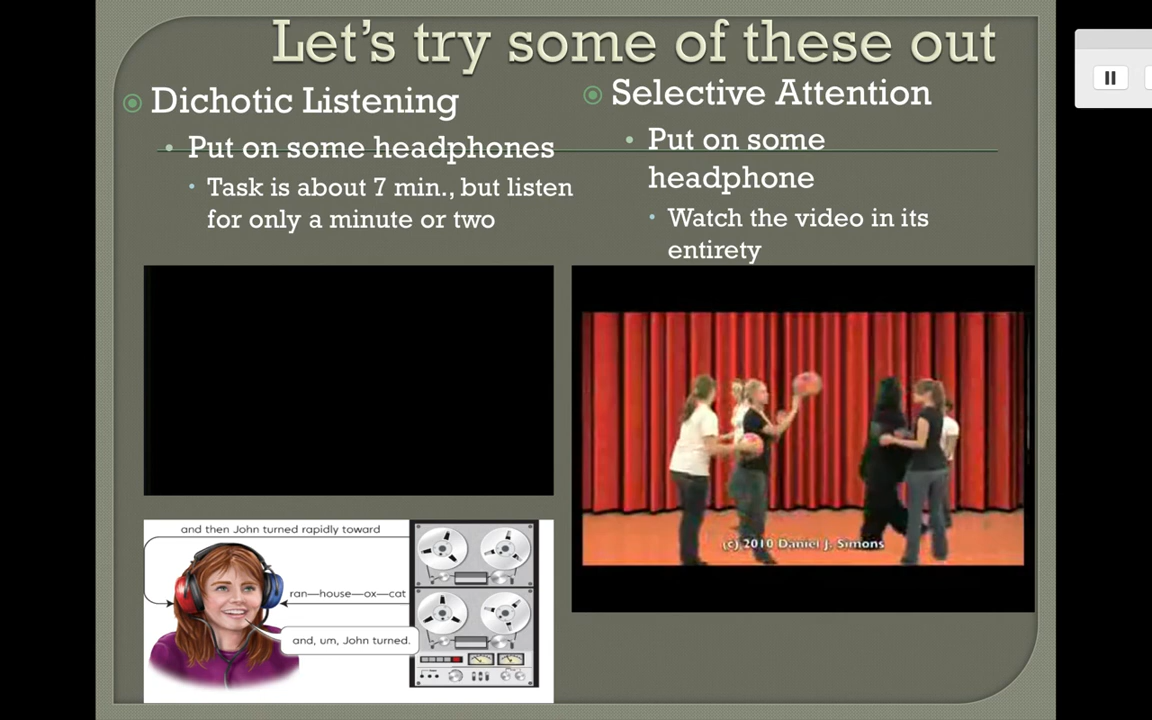 Let's try some of these out
Dichotic Listening
Put on some headphones
Task is about 7 min., but listen
for only a minute or two
Selective Attention
Put on some
headphone
Watch the video in its
entirety
(c) 2010 Daniel J. Simons
and then John turned rapidly toward
ran—house—ox—cat
and, um, John turned.